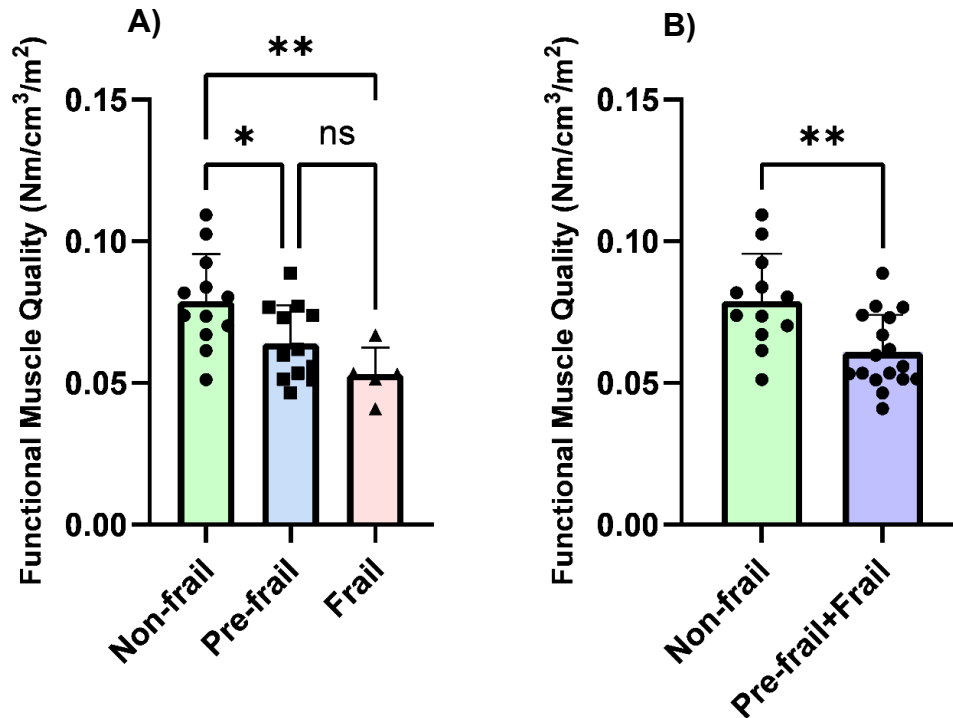 A)
Functional Muscle Quality (Nm/cm³/m²)
0.15
0.10
0.05
0.00
**
*
ns
Non-frail
Pre-frail
Frail
B)
Functional Muscle Quality (Nm/cm³/m²)
0.15
0.10
0.05
0.00
**
Non-frail
Pre-frail+Frail